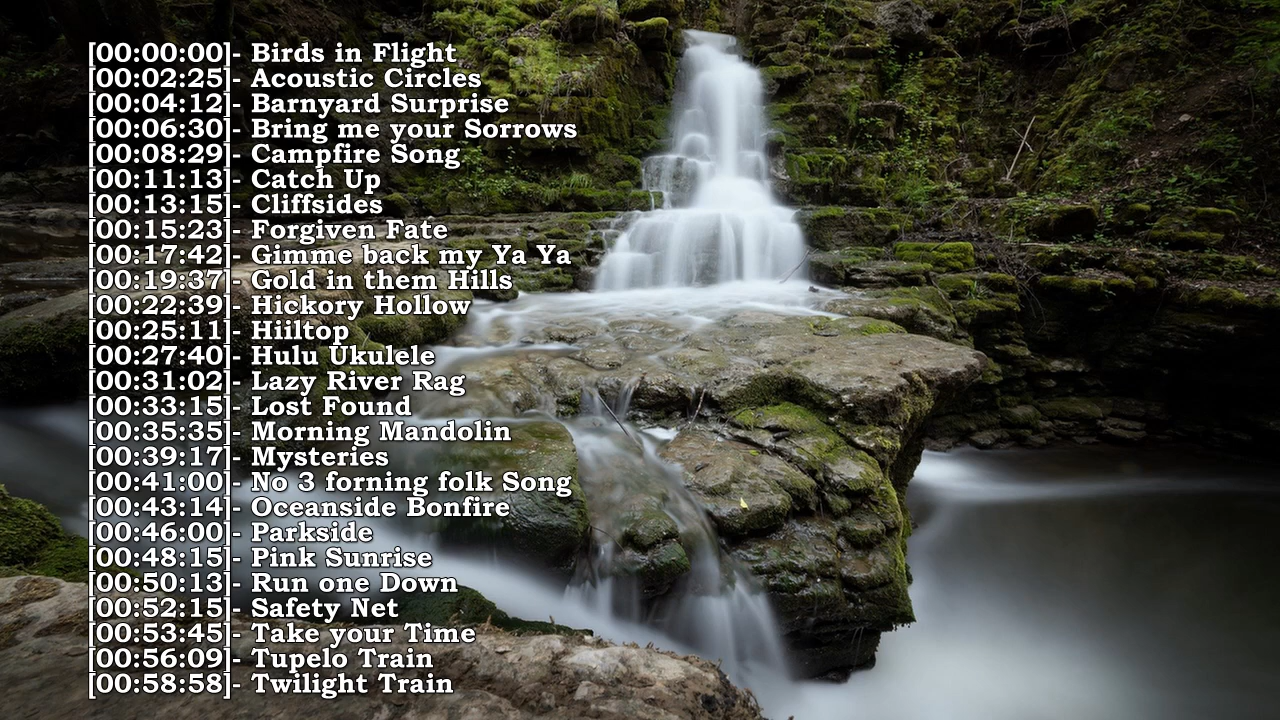 [00:00:00]- Birds in Flight
[00:02:25]- Acoustic Circles
[00:04:12]- Barnyard Surprise
[00:06:30]- Bring me your Sorrows
[00:08:29]- Campfire Song
[00:11:13]- Catch Up
[00:13:15]- Cliffsides
[00:15:23]- Forgiven Fate
[00:17:42]- Gimme back my Ya Ya
[00:19:37]- Gold in them Hills
[00:22:39]- Hickory Hollow
[00:25:11]- Hiiltop
[00:27:40]- Hulu Ukulele
[00:31:02]- Lazy River Rag
[00:33:15]- Lost Found
[00:35:35]- Morning Mandolin
[00:39:17]- Mysteries
[00:41:00]- No 3 forning folk Song
[00:43:14]- Oceanside Bonfire
[00:46:00]- Parkside
[00:48:15]- Pink Sunrise
[00:50:13]- Run one Down
[00:52:15]- Safety Net
[00:53:45]- Take your Time
[00:56:09]- Tupelo Train
[00:58:58]- Twilight Train